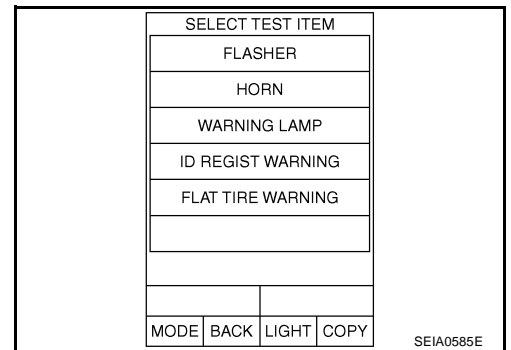 SELECT TEST ITEM
FLASHER
HORN
WARNING LAMP
ID REGIST WARNING
FLAT TIRE WARNING
MODE BACK LIGHT COPY
SEIA0585E